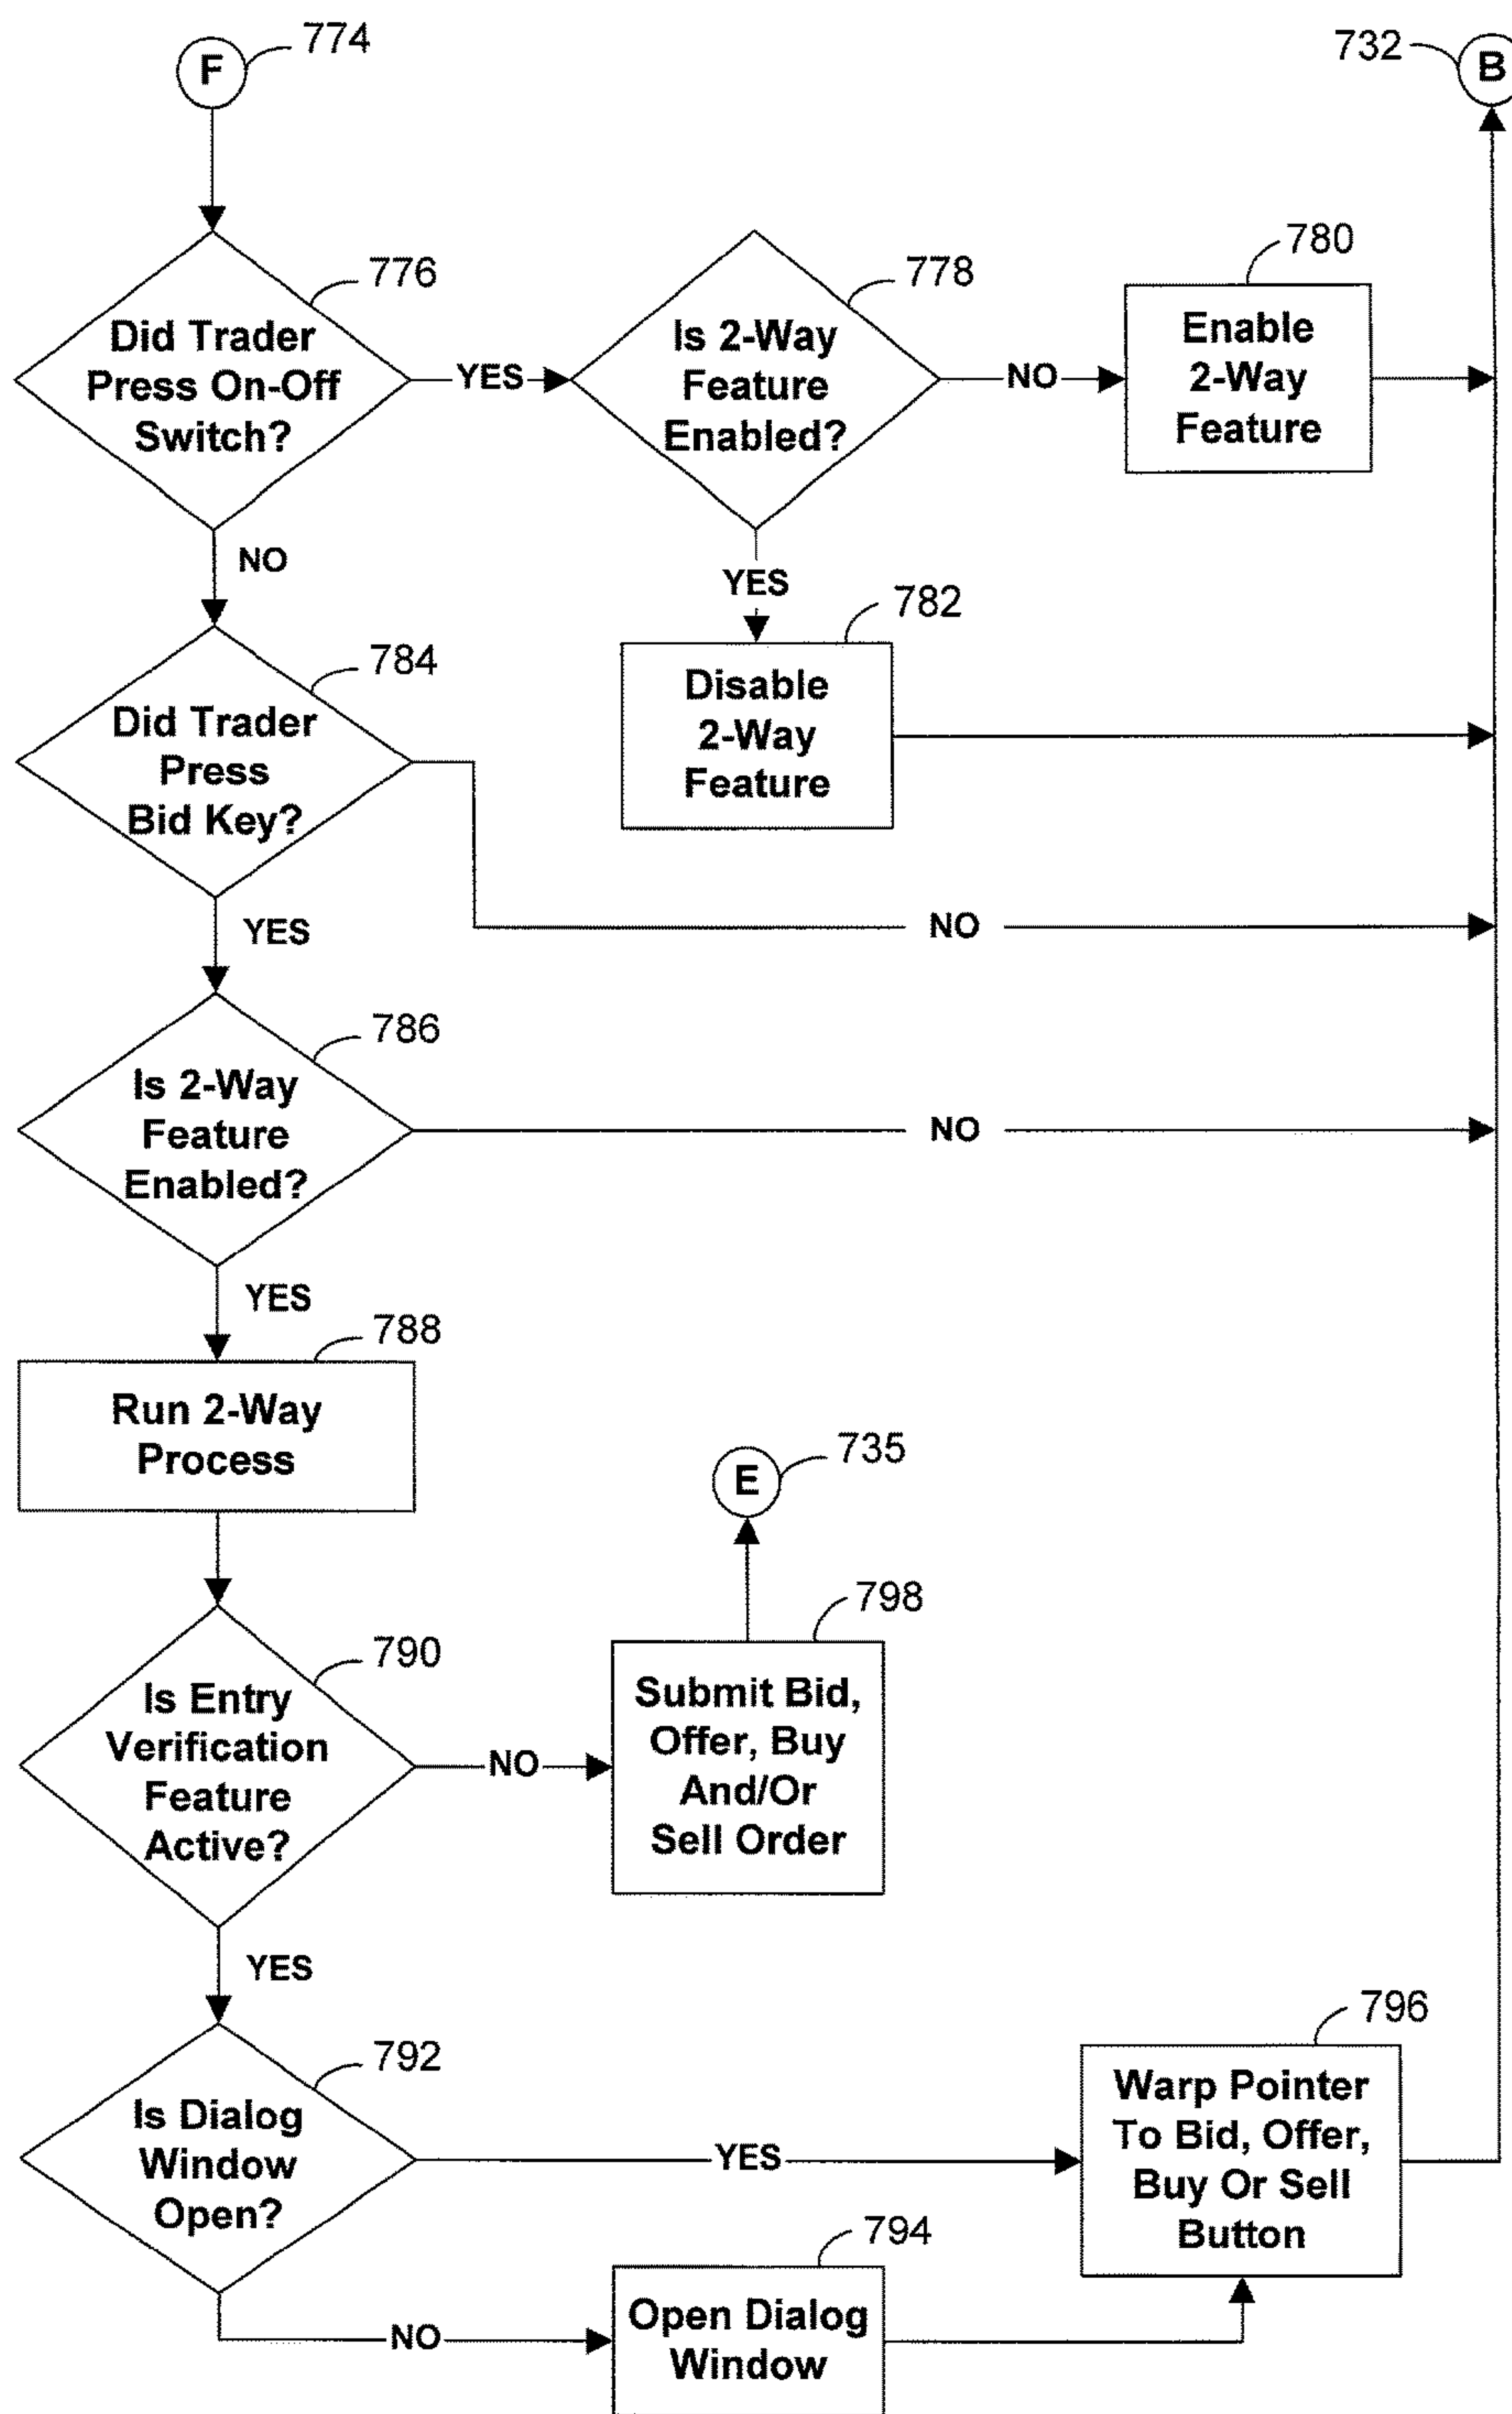 F
774
732
B
776
Did Trader
Press On-Off
Switch?
YES
778
Is 2-Way
Feature
Enabled?
NO
780
Enable
2-Way
Feature
NO
YES
782
Disable
2-Way
Feature
784
Did Trader
Press
Bid Key?
NO
YES
786
Is 2-Way
Feature
Enabled?
NO
YES
788
Run 2-Way
Process
E
735
790
Is Entry
Verification
Feature
Active?
NO
798
Submit Bid,
Offer, Buy
And/Or
Sell Order
YES
792
Is Dialog
Window
Open?
YES
796
Warp Pointer
To Bid, Offer,
Buy Or Sell
Button
NO
794
Open Dialog
Window